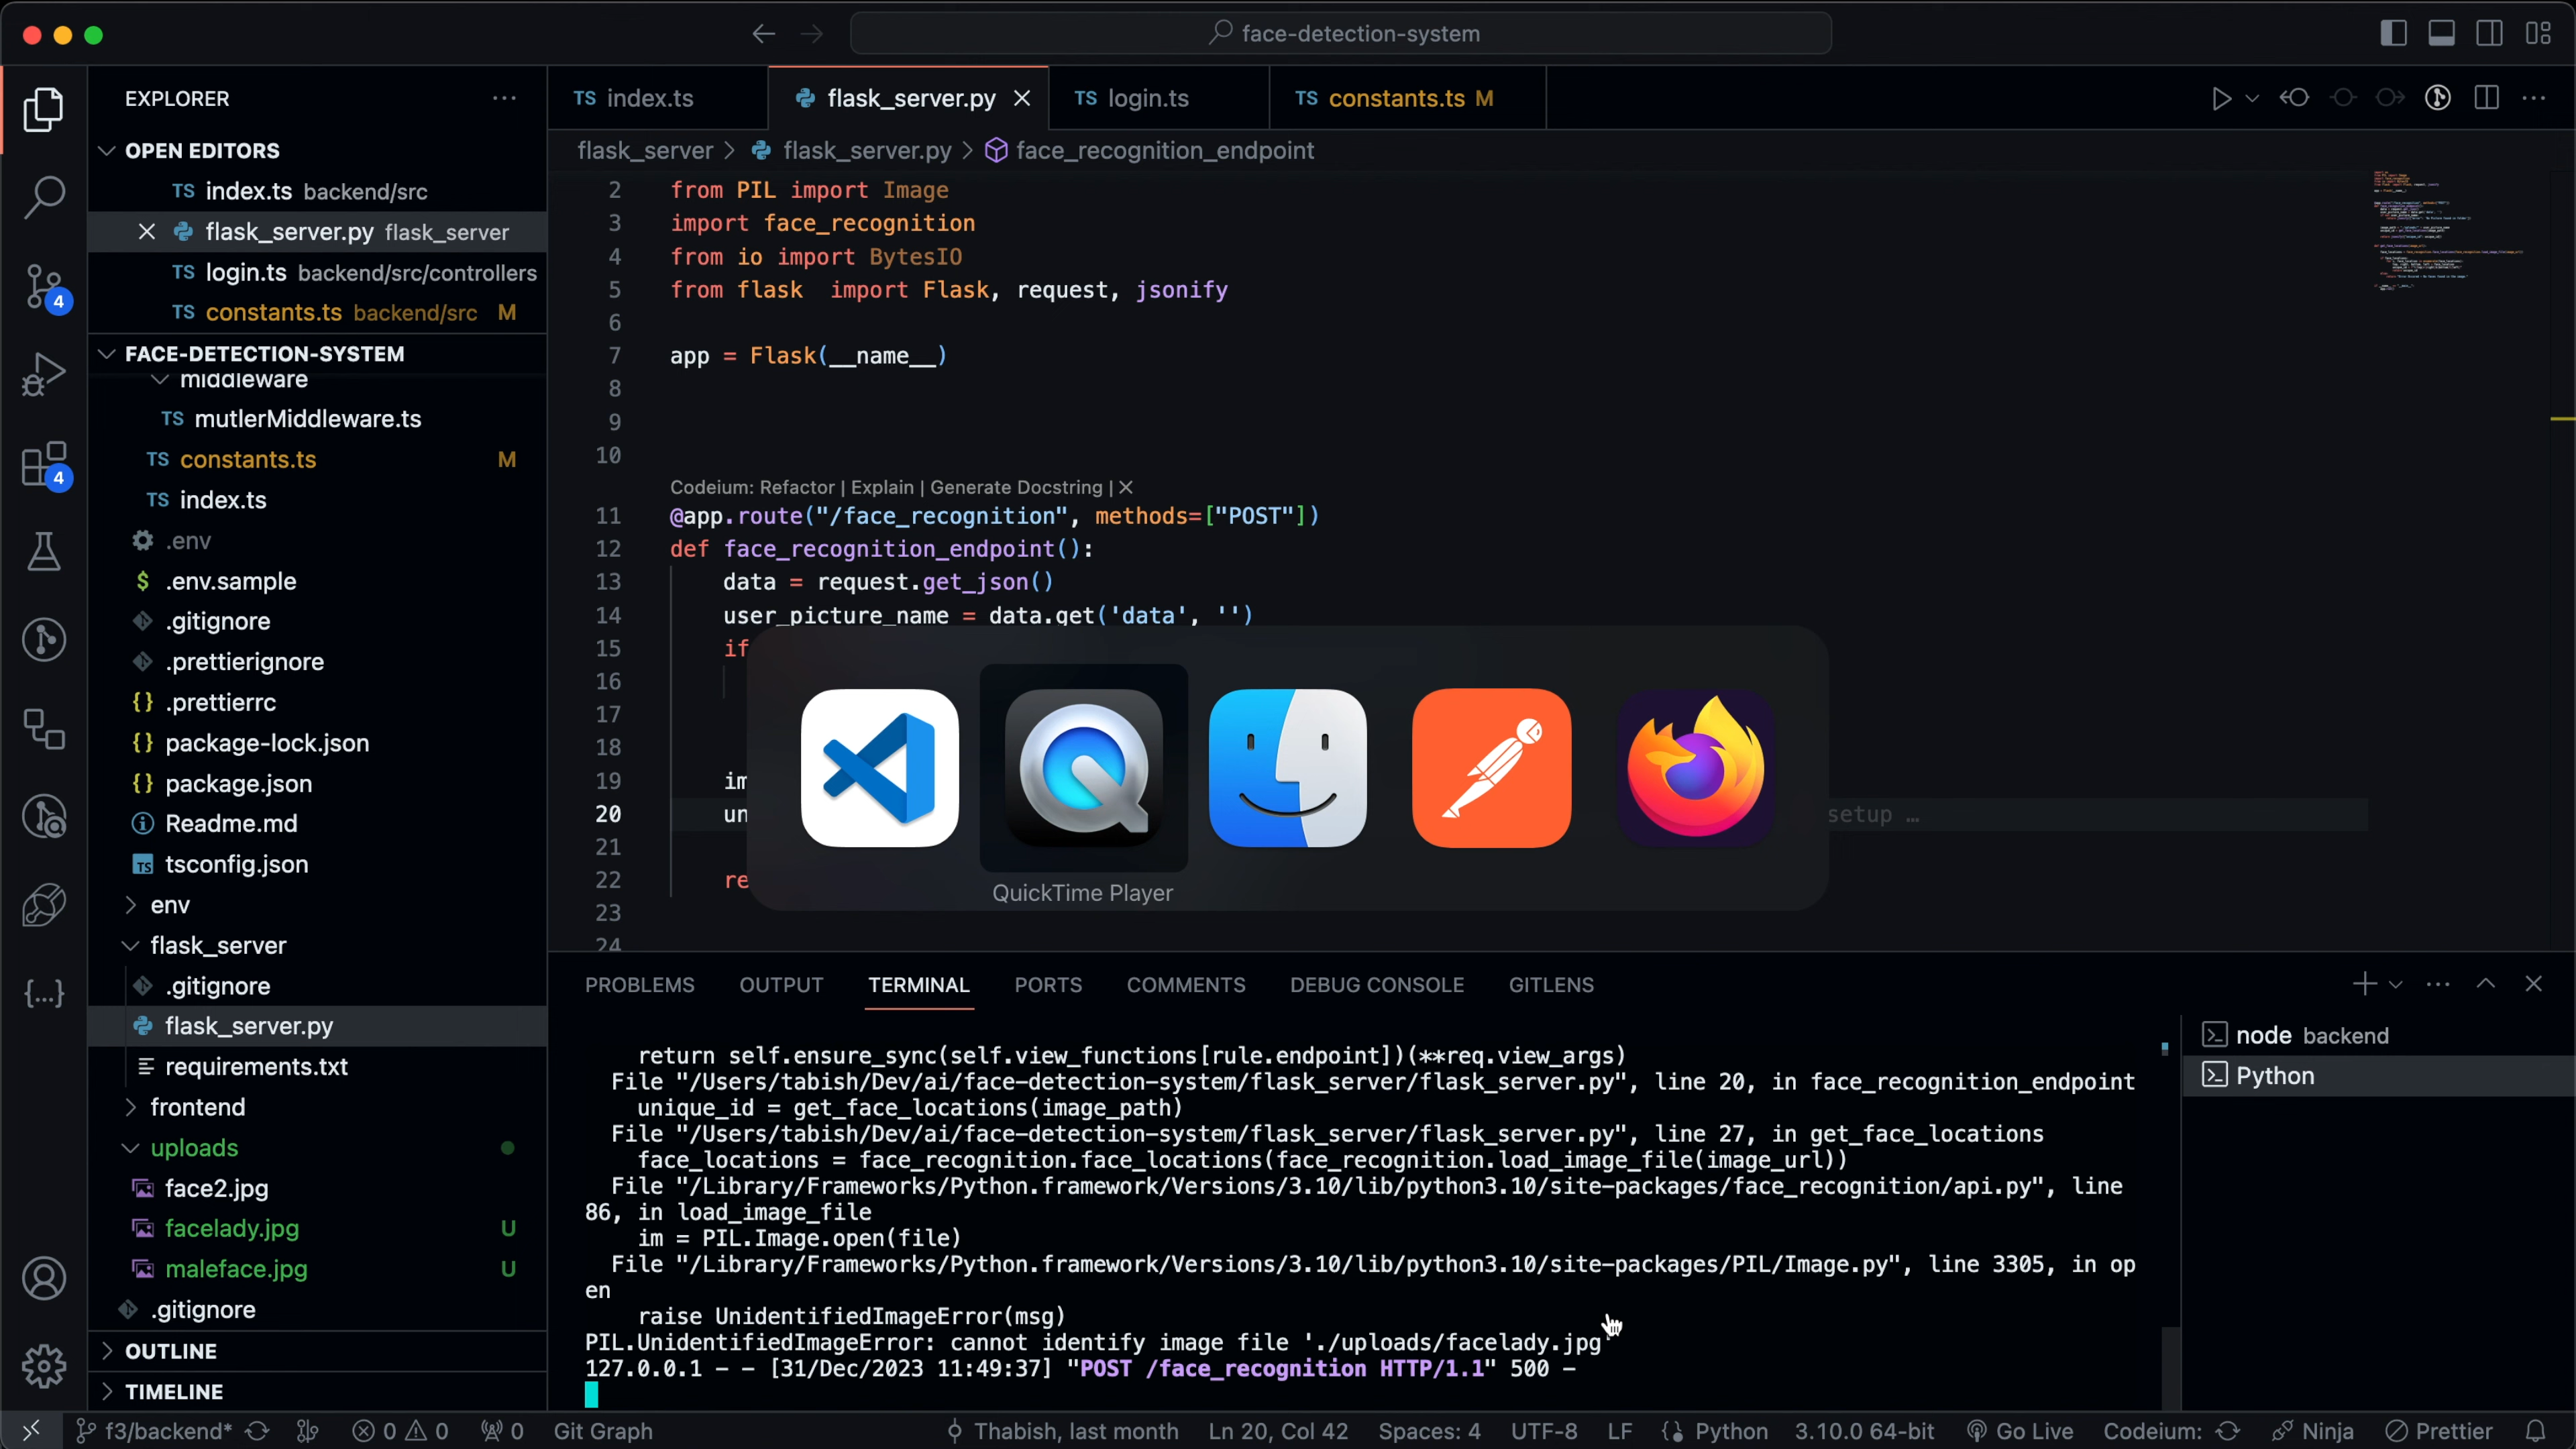 face-detection-system
EXPLORER
OPEN EDITORS
TS index.ts backend/src
flask_server.py flask_server
TS login.ts backend/src/controllers
TS constants.ts backend/src M
FACE-DETECTION-SYSTEM
middleware
TS mutlerMiddleware.ts
TS constants.ts M
TS index.ts
.env
$ .env.sample
.gitignore
.prettierignore
{} .prettierrc
{} package-lock.json
{} package.json
Readme.md
TS tsconfig.json
env
flask_server
.gitignore
flask_server.py
requirements.txt
frontend
uploads
face2.jpg
facelady.jpg U
maleface.jpg U
.gitignore
OUTLINE
TIMELINE
4
4
TS index.ts
flask_server.py
TS login.ts
TS constants.ts M
flask_server > flask_server.py > face_recognition_endpoint
2 from PIL import Image
3 import face_recognition
4 from io import BytesIO
5 from flask  import Flask, request, jsonify
6
7 app = Flask(__name__)
8
9
10
Codeium: Refactor | Explain | Generate Docstring | X
11 @app.route("/face_recognition", methods=["POST"])
12 def face_recognition_endpoint():
13 data = request.get_json()
14 user_picture_name = data.get('data', '')
15 if
16
17
18
19 im
20 un setup …
21
22 re
23
24
QuickTime Player
PROBLEMS OUTPUT TERMINAL PORTS COMMENTS DEBUG CONSOLE GITLENS
return self.ensure_sync(self.view_functions[rule.endpoint])(**req.view_args)
File "/Users/tabish/Dev/ai/face-detection-system/flask_server/flask_server.py", line 20, in face_recognition_endpoint
unique_id = get_face_locations(image_path)
File "/Users/tabish/Dev/ai/face-detection-system/flask_server/flask_server.py", line 27, in get_face_locations
face_locations = face_recognition.face_locations(face_recognition.load_image_file(image_url))
File "/Library/Frameworks/Python.framework/Versions/3.10/lib/python3.10/site-packages/face_recognition/api.py", line
86, in load_image_file
im = PIL.Image.open(file)
File "/Library/Frameworks/Python.framework/Versions/3.10/lib/python3.10/site-packages/PIL/Image.py", line 3305, in op
en
raise UnidentifiedImageError(msg)
PIL.UnidentifiedImageError: cannot identify image file './uploads/facelady.jpg'
127.0.0.1 - - [31/Dec/2023 11:49:37] "POST /face_recognition HTTP/1.1" 500 -
node backend
Python
f3/backend* 0 0 0 Git Graph Thabish, last month Ln 20, Col 42 Spaces: 4 UTF-8 LF Python 3.10.0 64-bit Go Live Codeium: Ninja Prettier